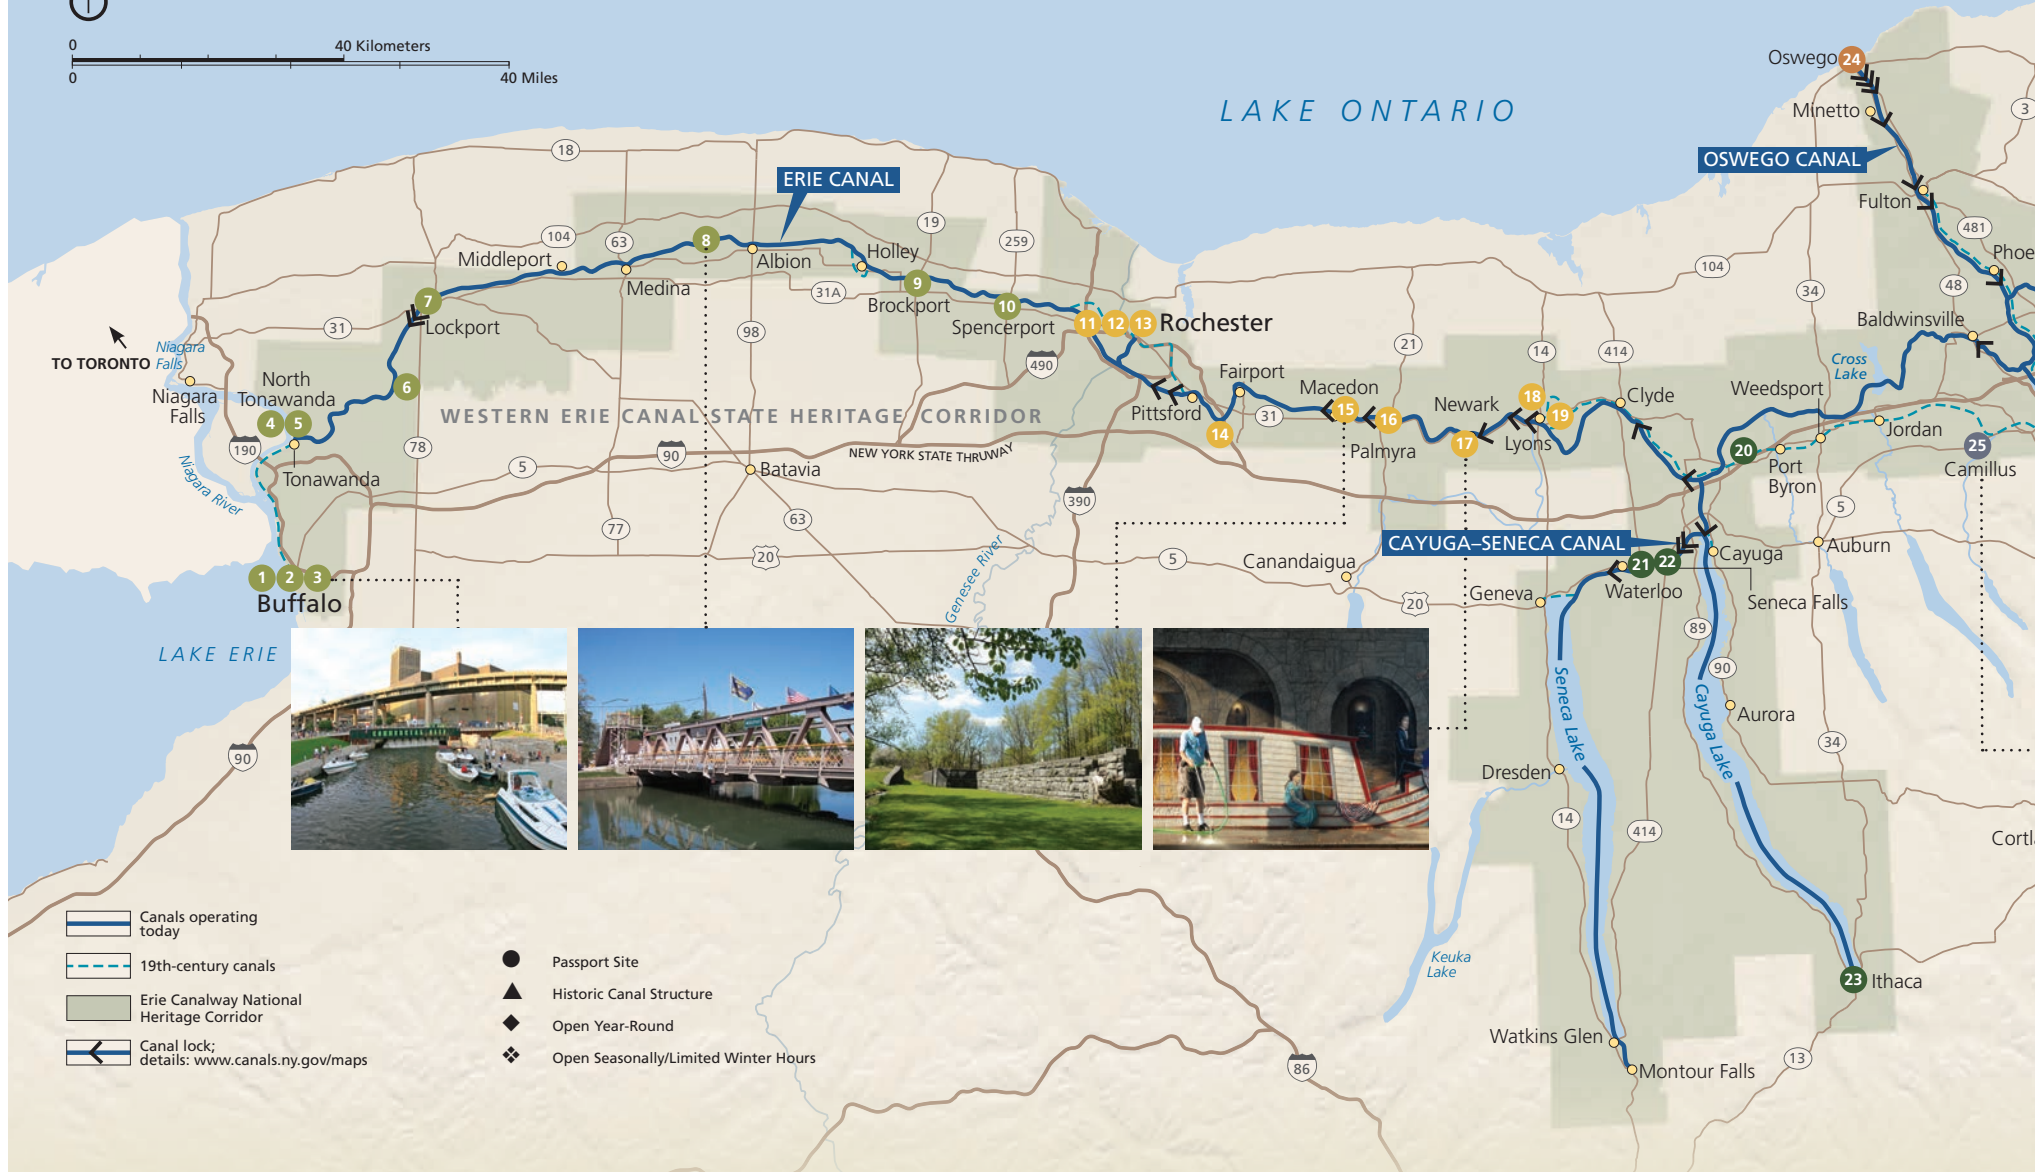 0
40 Kilometers
0
40 Miles
LAKE ONTARIO
Oswego
24
Minetto
3
OSWEGO CANAL
Fulton
481
Phoe
48
18
ERIE CANAL
19
259
104
63
8
Middleport
Medina
Albion
Holley
31A
9
Brockport
10
Spencerport
7
Lockport
31
98
11
12
13
Rochester
490
104
34
Baldwinsville
Cross
Lake
TO TORONTO
Niagara
Falls
Niagara
Falls
North
Tonawanda
4
5
6
190
Tonawanda
Niagara River
78
WESTERN ERIE CANAL STATE HERITAGE CORRIDOR
90
NEW YORK STATE THRUWAY
5
Batavia
Pittsford
Fairport
14
31
Macedon
15
16
Palmyra
21
Newark
17
14
18
19
Lyons
414
Clyde
Weedsport
20
Port
Byron
Jordan
25
Camillus
5
Auburn
77
63
20
390
Genesee River
5
Canandaigua
20
CAYUGA–SENECA CANAL
21
22
Waterloo
Cayuga
Seneca Falls
Geneva
1
2
3
Buffalo
LAKE ERIE
90
89
90
Seneca Lake
Cayuga Lake
Aurora
34
Dresden
14
414
Cortl
Keuka
Lake
23
Ithaca
Watkins Glen
Montour Falls
13
86
Canals operating
today
19th-century canals
Erie Canalway National
Heritage Corridor
Canal lock;
details: www.canals.ny.gov/maps
Passport Site
Historic Canal Structure
Open Year-Round
Open Seasonally/Limited Winter Hours